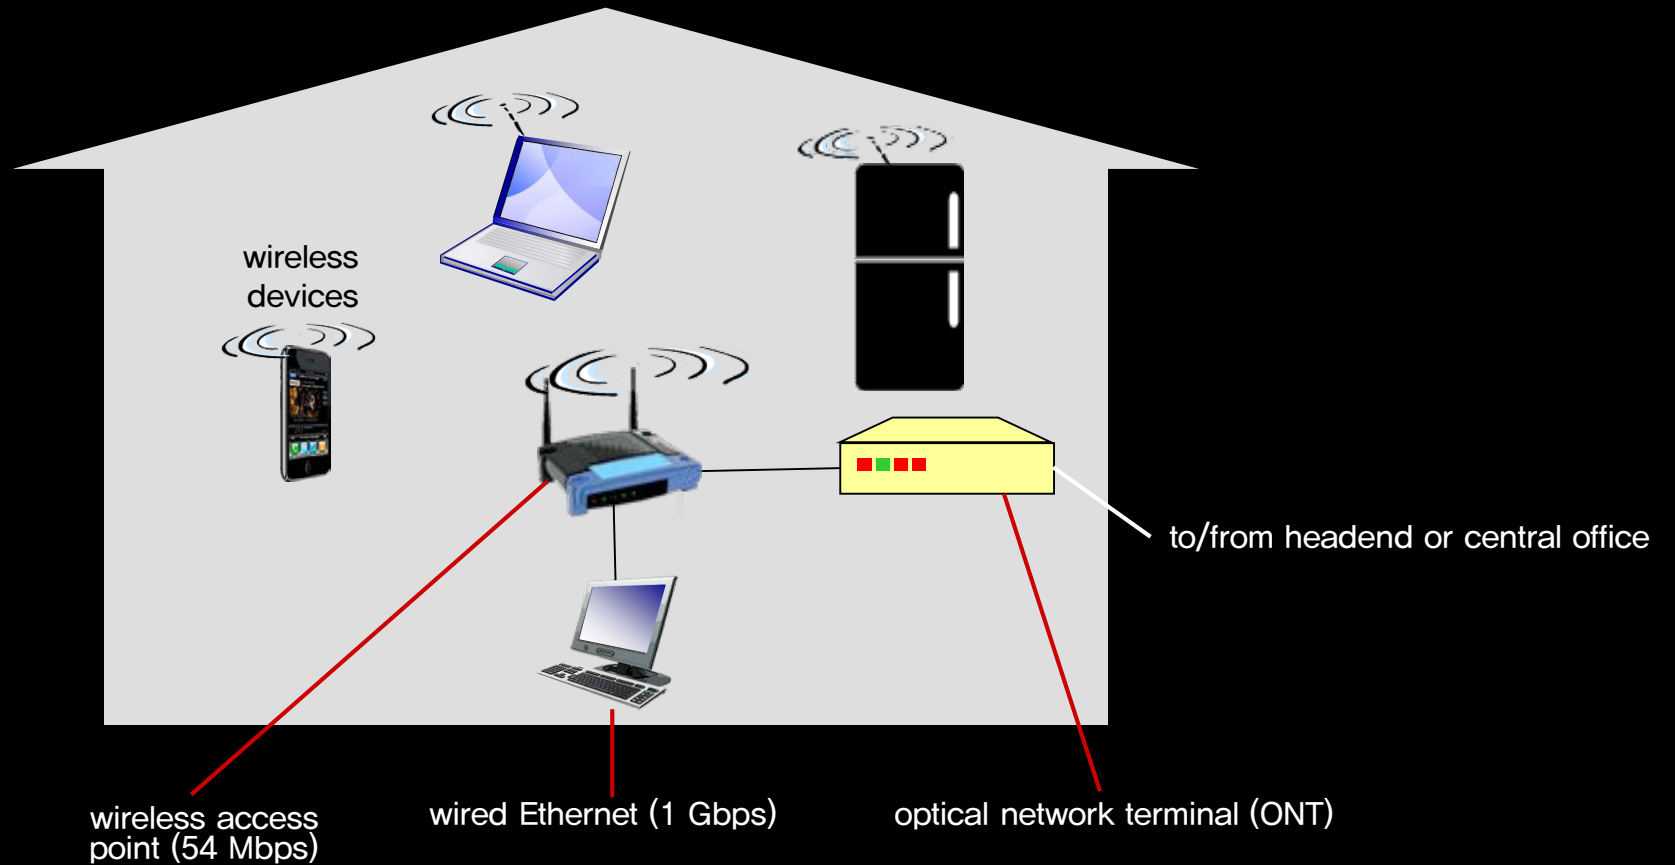 wireless
devices
to/from headend or central office
wireless access
point (54 Mbps)
wired Ethernet (1 Gbps)
optical network terminal (ONT)